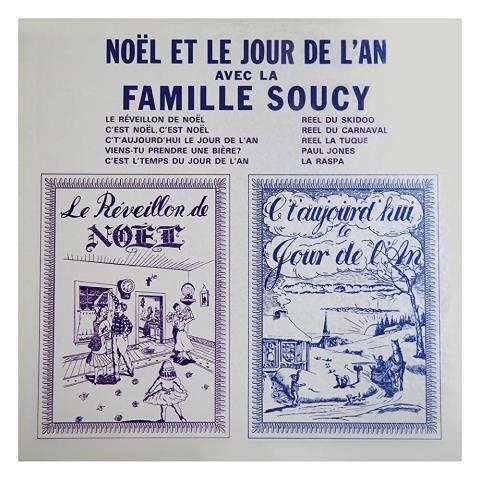 NOËL ET LE JOUR DE L'AN
AVEC LA
FAMILLE SOUCY
LE RÉVEILLON DE NOËL
C'EST NOËL, C'EST NOËL
C'T'AUJOURD'HUI LE JOUR DE L'AN
VIENS-TU PRENDRE UNE BIÈRE?
C'EST L'TEMPS DU JOUR DE L'AN
REEL DU SKIDOO
REEL DU CARNAVAL
REEL LA TUQUE
PAUL JONES
LA RASPA
Le Réveillon de
NOËL
C't'aujourd'hui
le
Jour de l'An